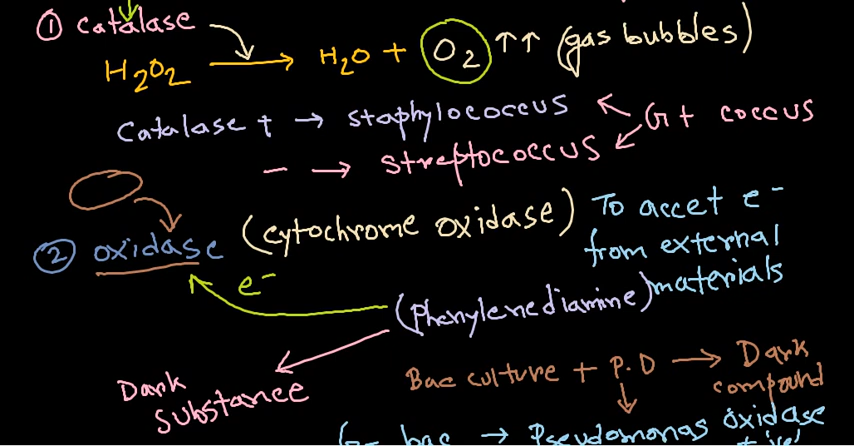 ① Catalase
H2O2 → H2O + O2 ↑↑ (gas bubbles)
Catalase + → Staphylococcus
G+ coccus
− → Streptococcus
② oxidase (cytochrome oxidase)
To accet e-
from external
materials
e-
(phenylenediamine)
Dark
substance
Bac culture + P.D → Dark
compound
G- bac → Pseudomonas oxidase